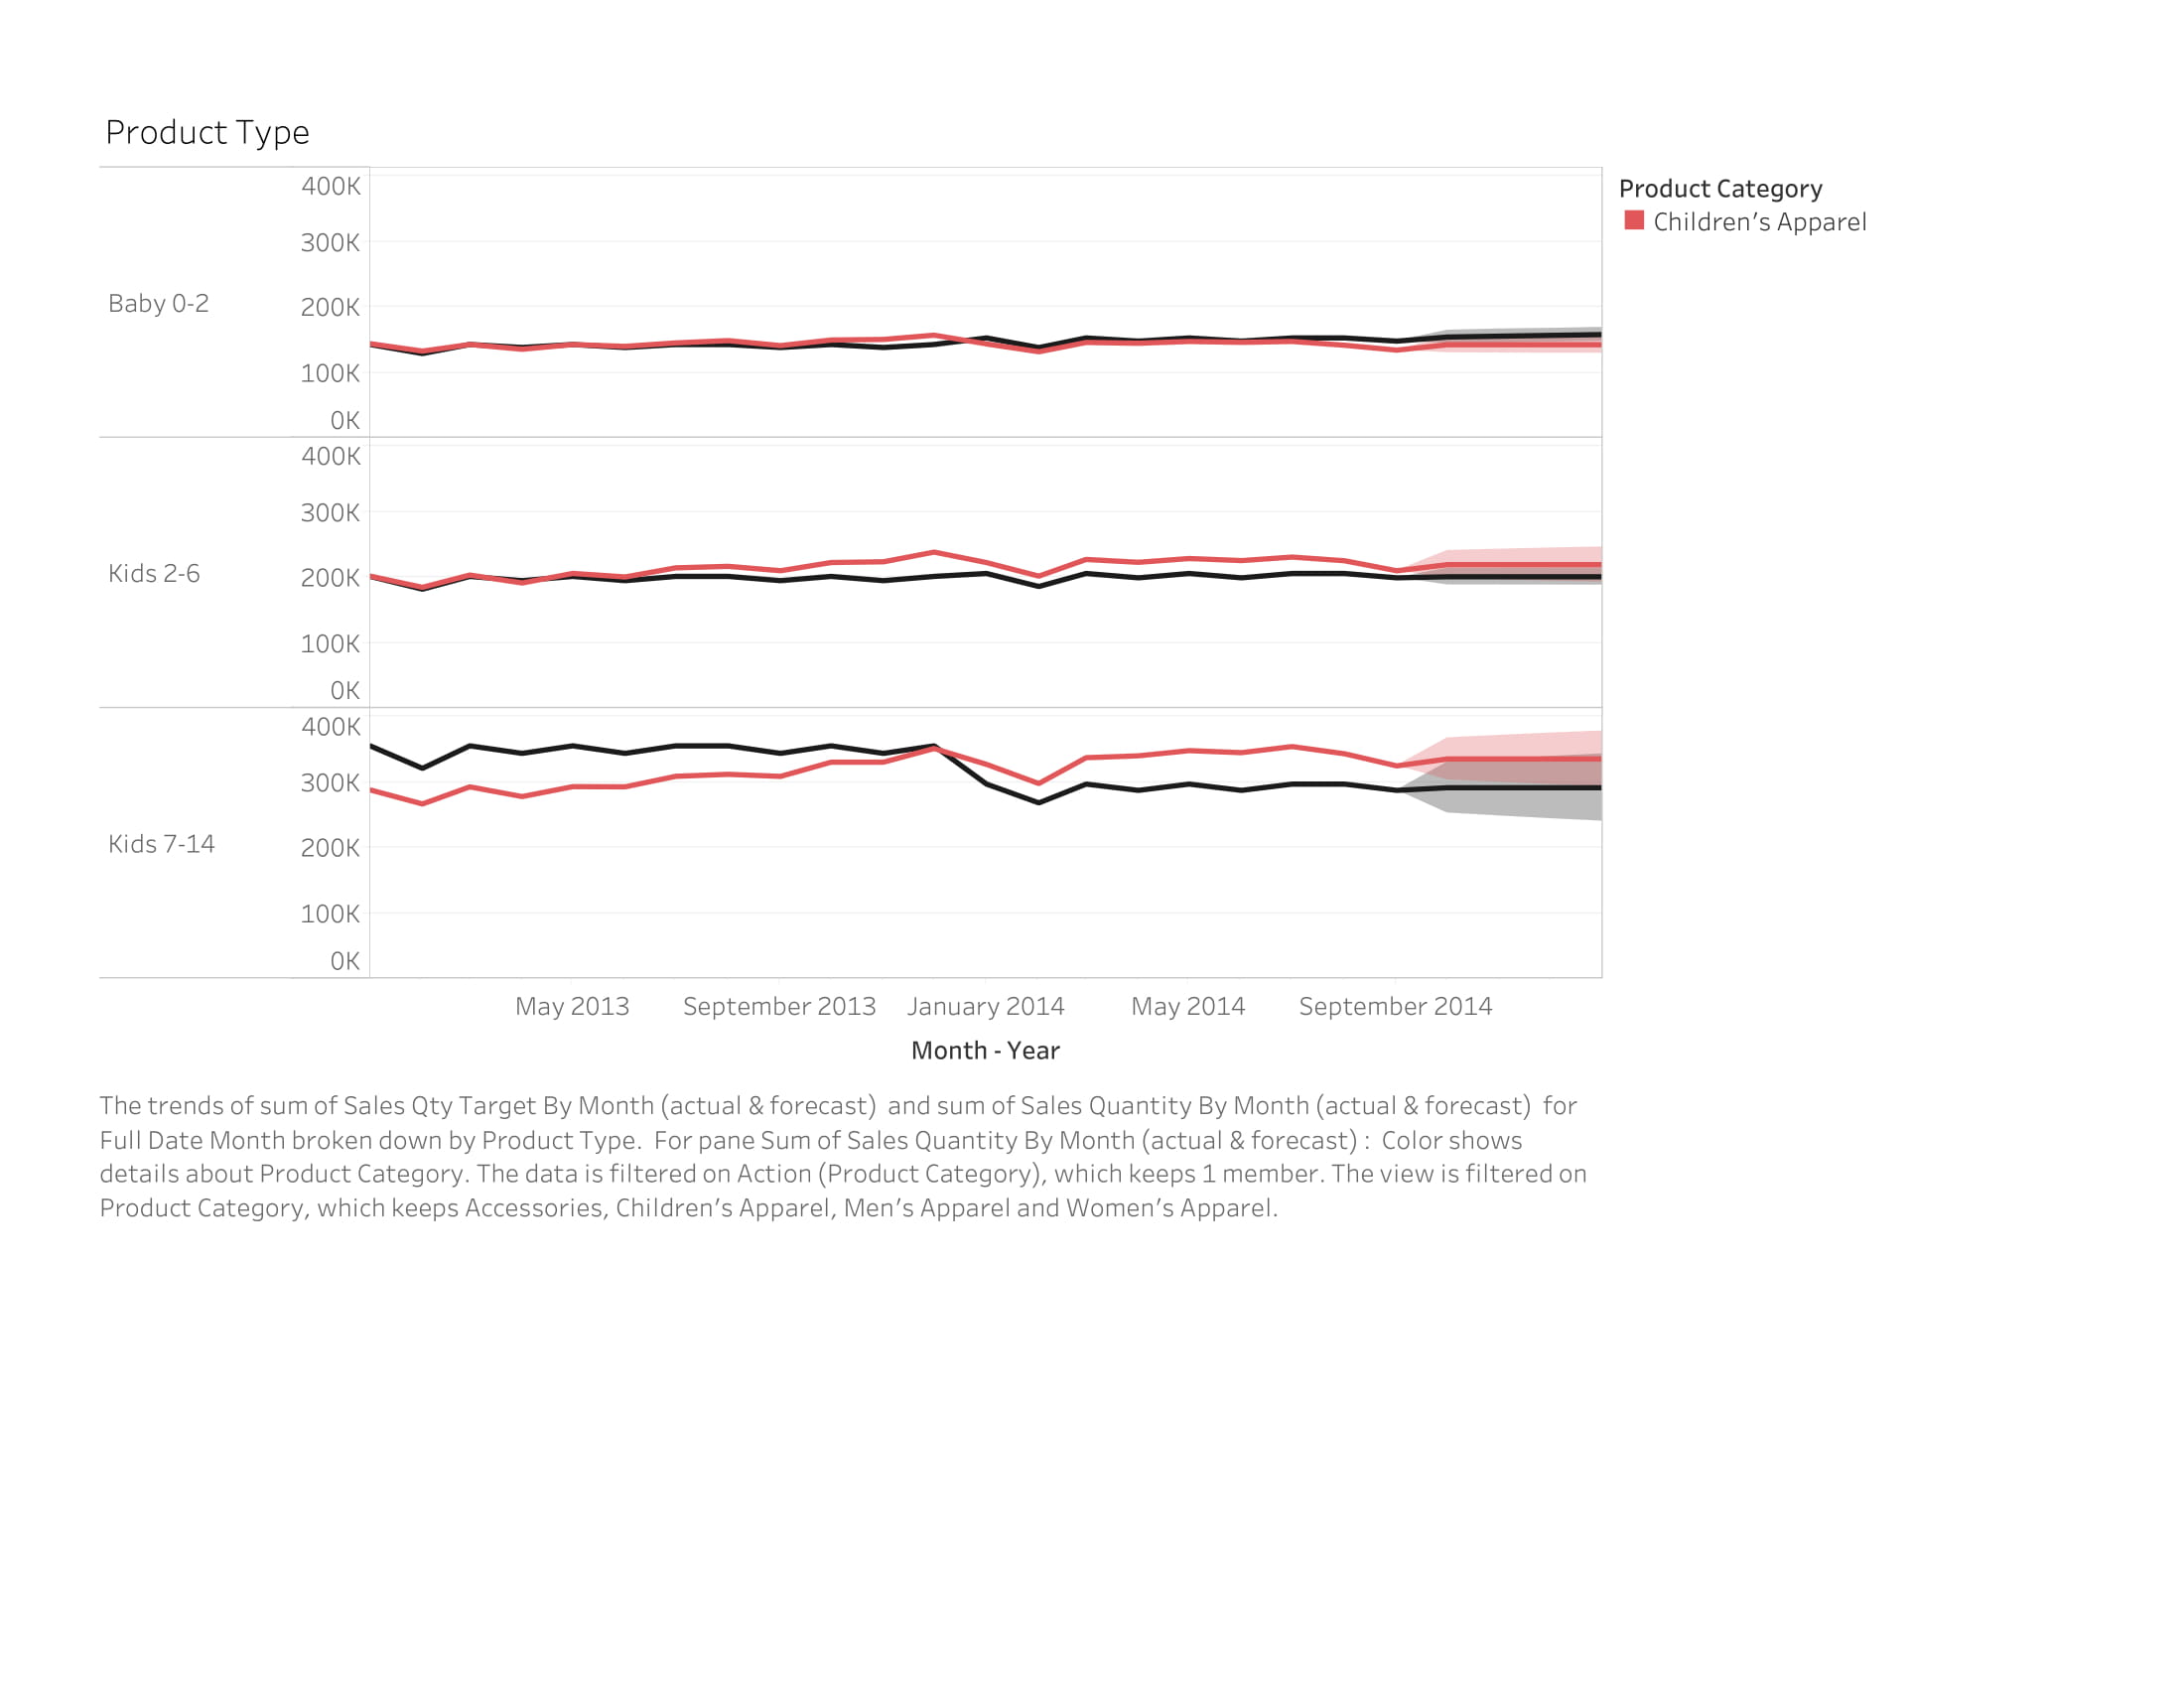 Product Type
400K
300K
Baby 0-2
200K
100K
0K
400K
300K
Kids 2-6
200K
100K
0K
400K
300K
Kids 7-14
200K
100K
0K
May 2013 September 2013 January 2014 May 2014 September 2014
Month - Year
Product Category
Children’s Apparel
The trends of sum of Sales Qty Target By Month (actual & forecast) and sum of Sales Quantity By Month (actual & forecast) for
Full Date Month broken down by Product Type. For pane Sum of Sales Quantity By Month (actual & forecast) : Color shows
details about Product Category. The data is filtered on Action (Product Category), which keeps 1 member. The view is filtered on
Product Category, which keeps Accessories, Children’s Apparel, Men’s Apparel and Women’s Apparel.